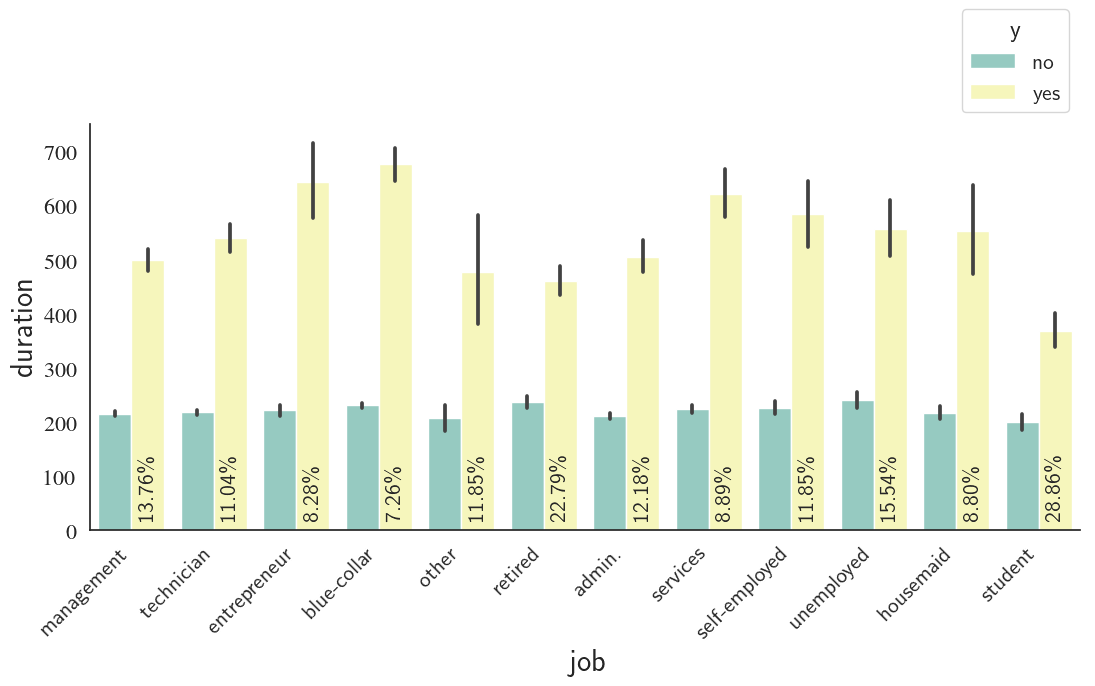 y
no
yes
700
600
500
400
300
200
100
0
duration
13.76%
11.04%
8.28%
7.26%
11.85%
22.79%
12.18%
8.89%
11.85%
15.54%
8.80%
28.86%
management
technician
entrepreneur
blue-collar
other
retired
admin.
services
self-employed
unemployed
housemaid
student
job